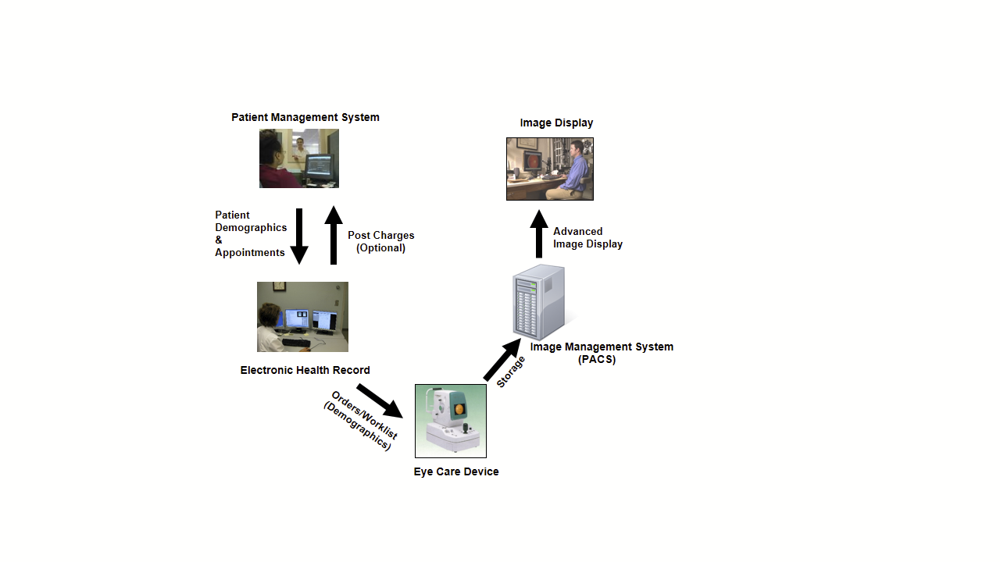 Patient Management System
Image Display
Patient
Demographics
&
Appointments
Post Charges
(Optional)
Advanced
Image Display
Image Management System
(PACS)
Electronic Health Record
Storage
Orders/Worklist
(Demographics)
Eye Care Device